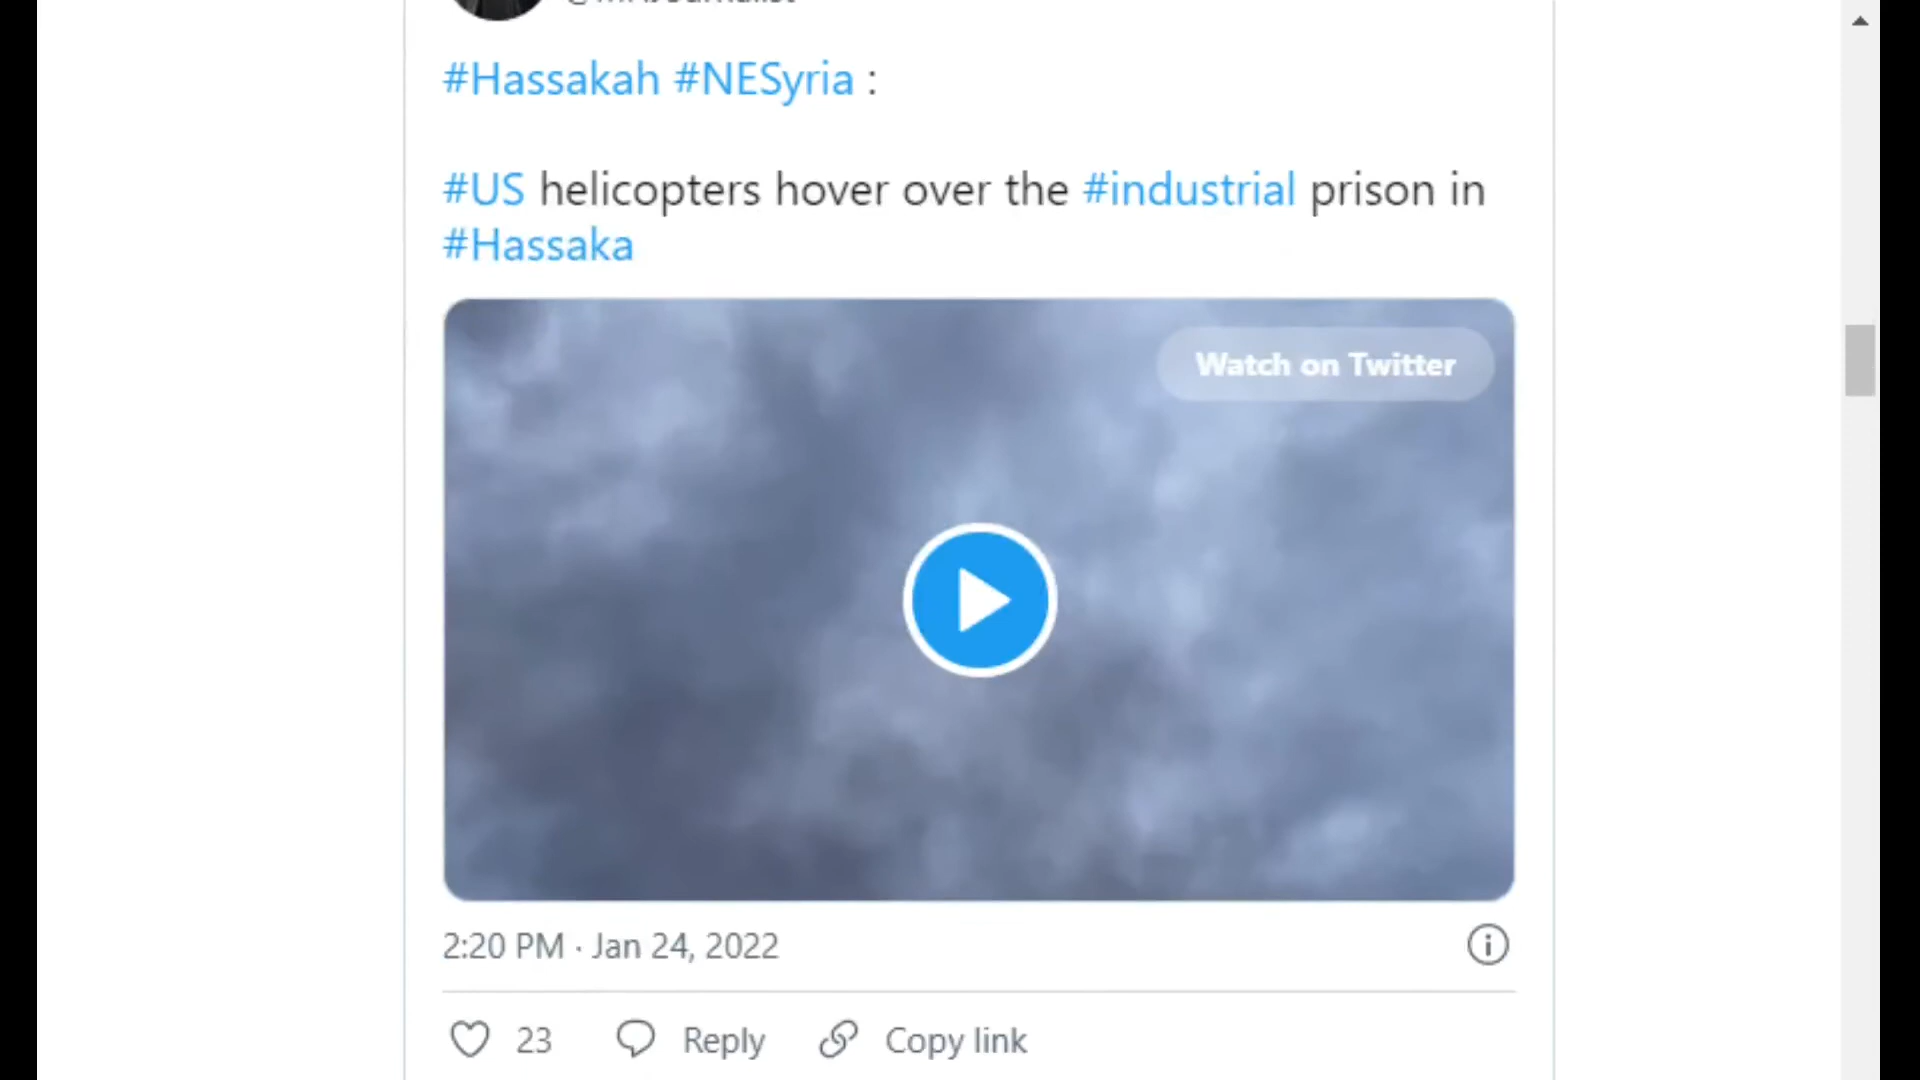 #Hassakah #NESyria :
#US helicopters hover over the #industrial prison in
#Hassaka
Watch on Twitter
2:20 PM · Jan 24, 2022
23 Reply Copy link